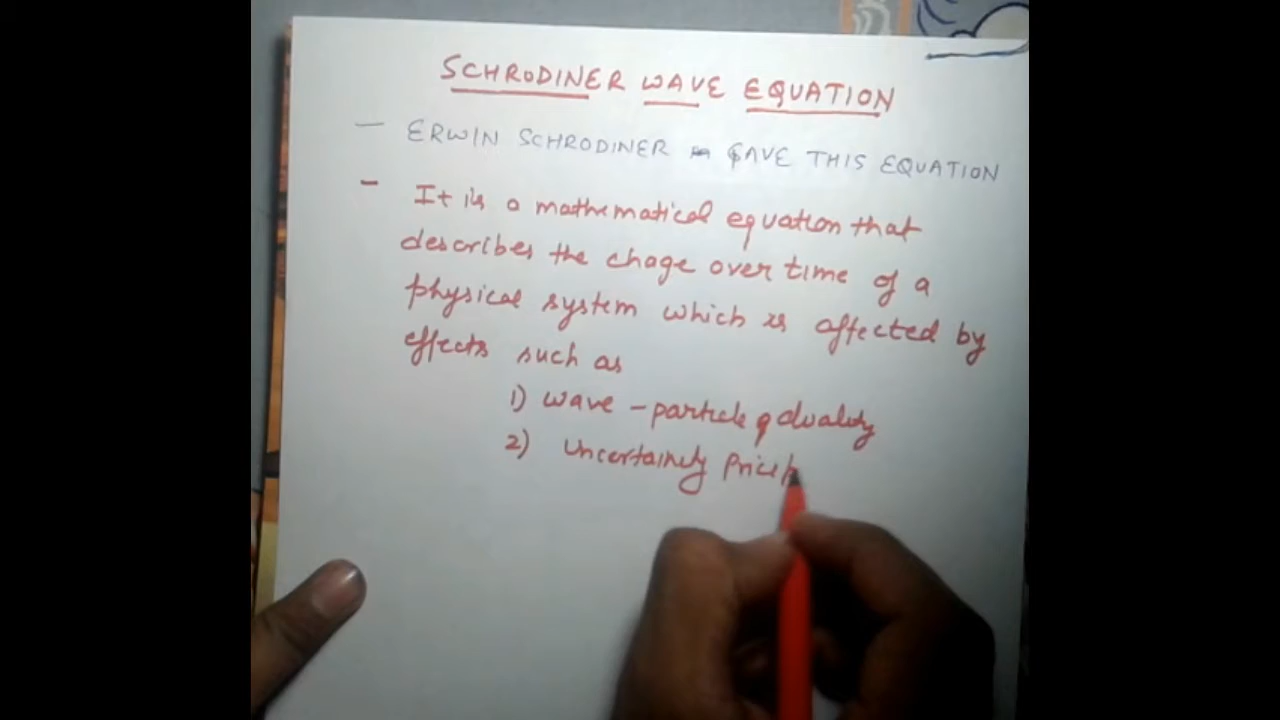 SCHRODINER WAVE EQUATION
— ERWIN SCHRODINER GAVE THIS EQUATION
- It is a mathematical equation that
describes the chage over time of a
physical system which is affected by
effects such as
1) wave - particle duality
2) Uncertainity